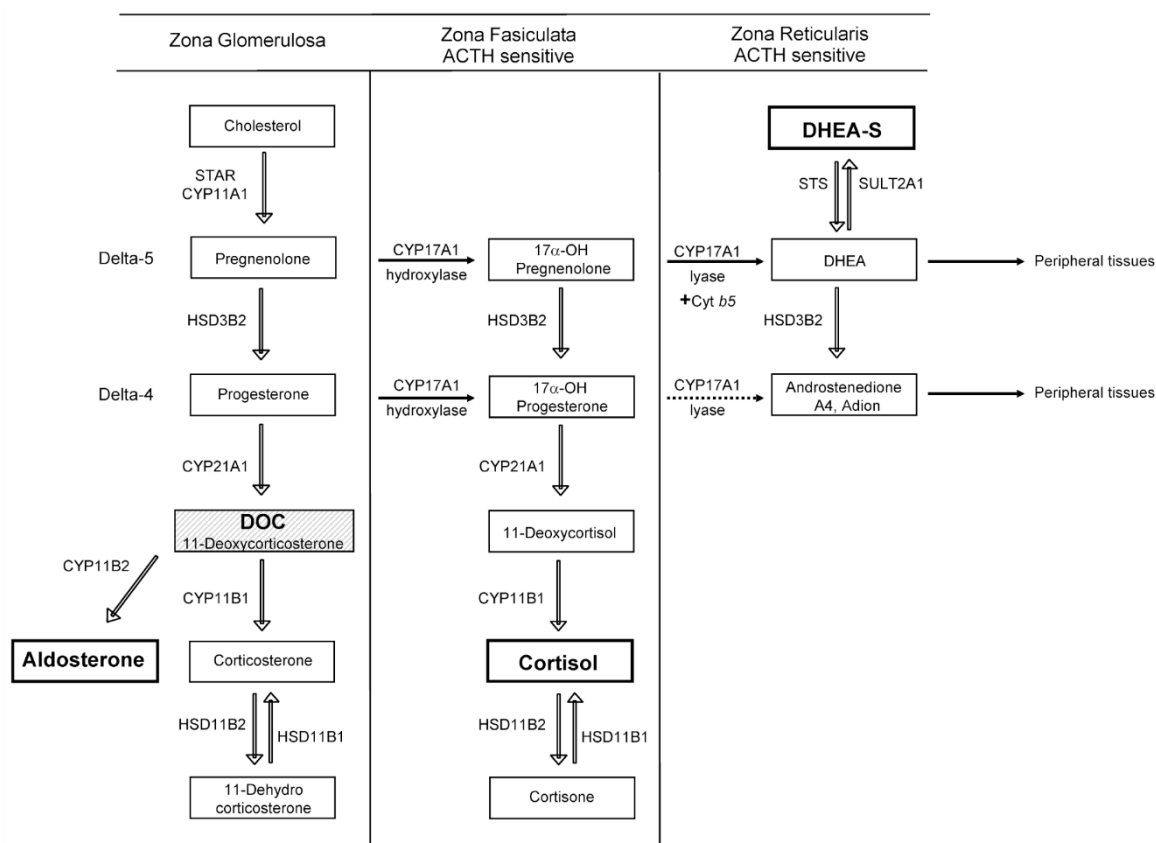 Zona Glomerulosa
Zona Fasiculata
ACTH sensitive
Zona Reticularis
ACTH sensitive
Cholesterol
DHEA-S
STAR
CYP11A1
STS
SULT2A1
Delta-5
Pregnenolone
CYP17A1
hydroxylase
17α-OH
Pregnenolone
CYP17A1
lyase
+Cyt b5
DHEA
Peripheral tissues
HSD3B2
HSD3B2
HSD3B2
Delta-4
Progesterone
CYP17A1
hydroxylase
17α-OH
Progesterone
CYP17A1
lyase
Androstenedione
A4, Adion
Peripheral tissues
CYP21A1
CYP21A1
DOC
11-Deoxycorticosterone
11-Deoxycortisol
CYP11B2
CYP11B1
CYP11B1
Aldosterone
Corticosterone
Cortisol
HSD11B2
HSD11B1
HSD11B2
HSD11B1
11-Dehydro
corticosterone
Cortisone